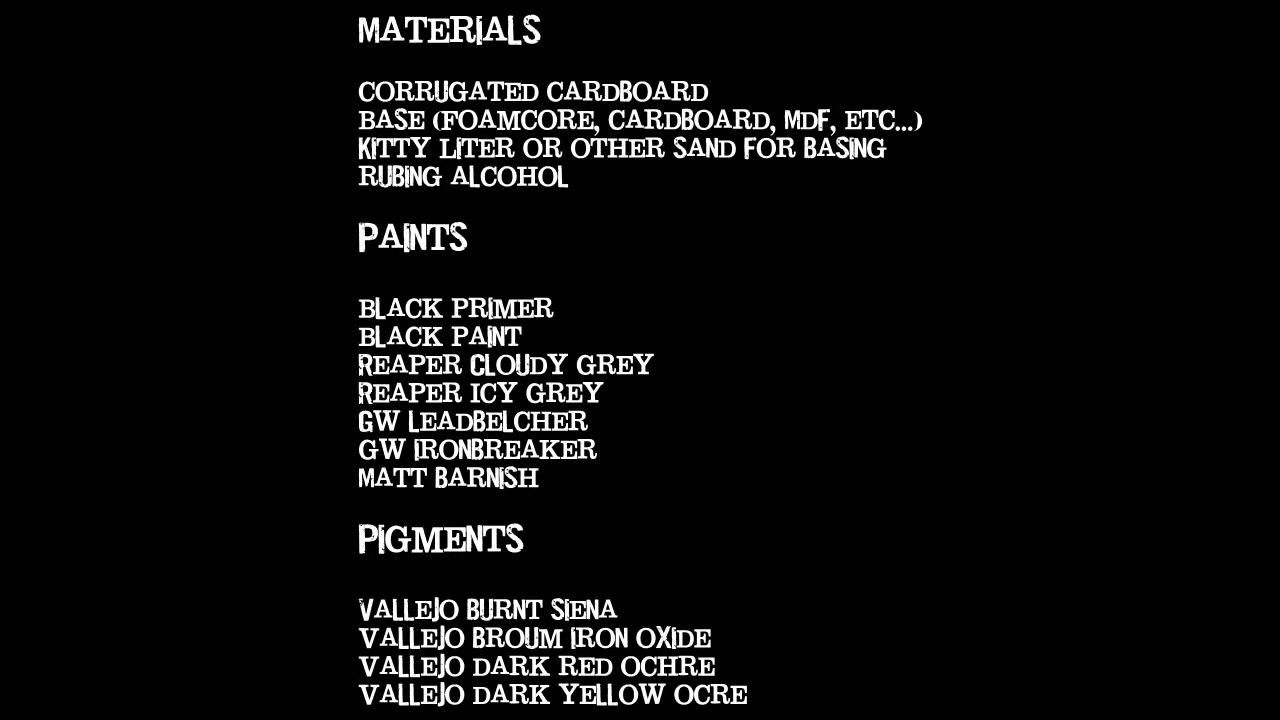 MATERIALS
CORRUGATED CARDBOARD
BASE (FOAMCORE, CARDBOARD, MDF, ETC...)
KITTY LITER OR OTHER SAND FOR BASING
RUBING ALCOHOL
PAINTS
BLACK PRIMER
BLACK PAINT
REAPER CLOUDY GREY
REAPER ICY GREY
GW LEADBELCHER
GW IRONBREAKER
MATT BARNISH
PIGMENTS
VALLEJO BURNT SIENA
VALLEJO BROUM IRON OXIDE
VALLEJO DARK RED OCHRE
VALLEJO DARK YELLOW OCRE